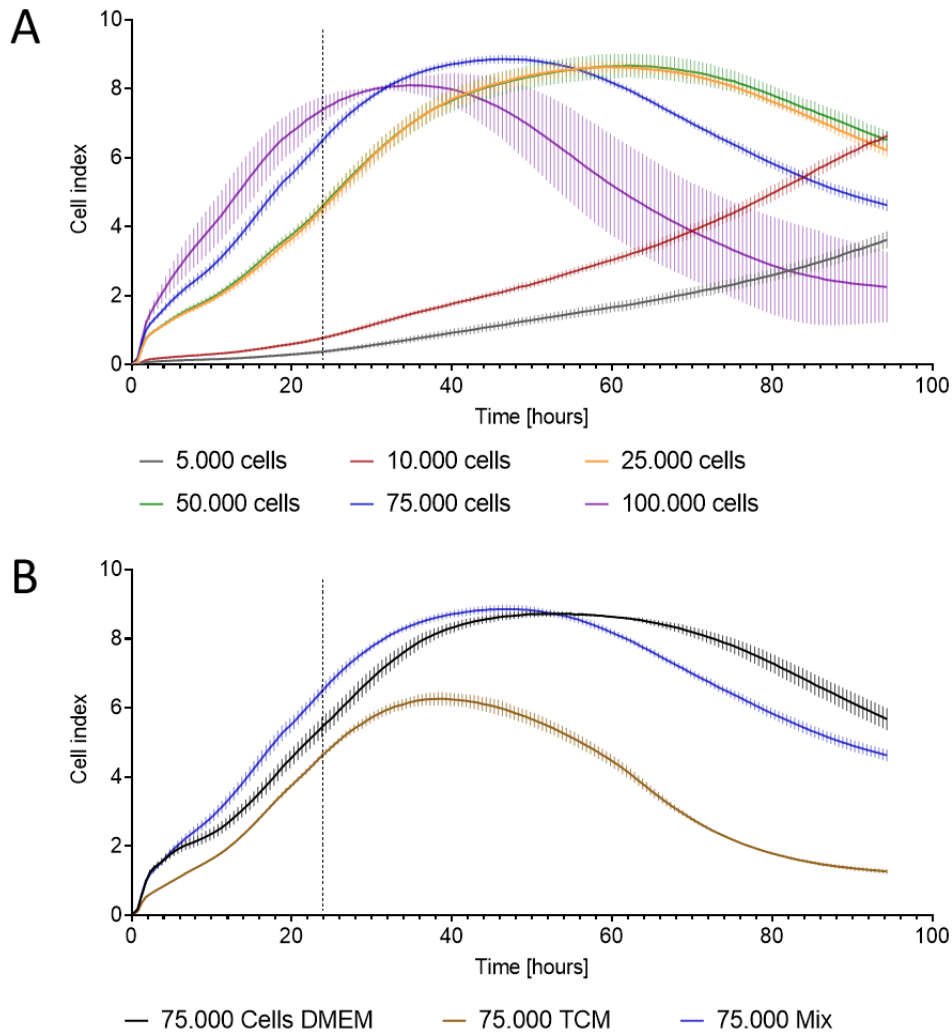 A
10
8
6
4
2
0
Cell index
0 20 40 60 80 100
Time [hours]
5.000 cells 10.000 cells 25.000 cells
50.000 cells 75.000 cells 100.000 cells
B
10
8
6
4
2
0
Cell index
0 20 40 60 80 100
Time [hours]
75.000 Cells DMEM 75.000 TCM 75.000 Mix